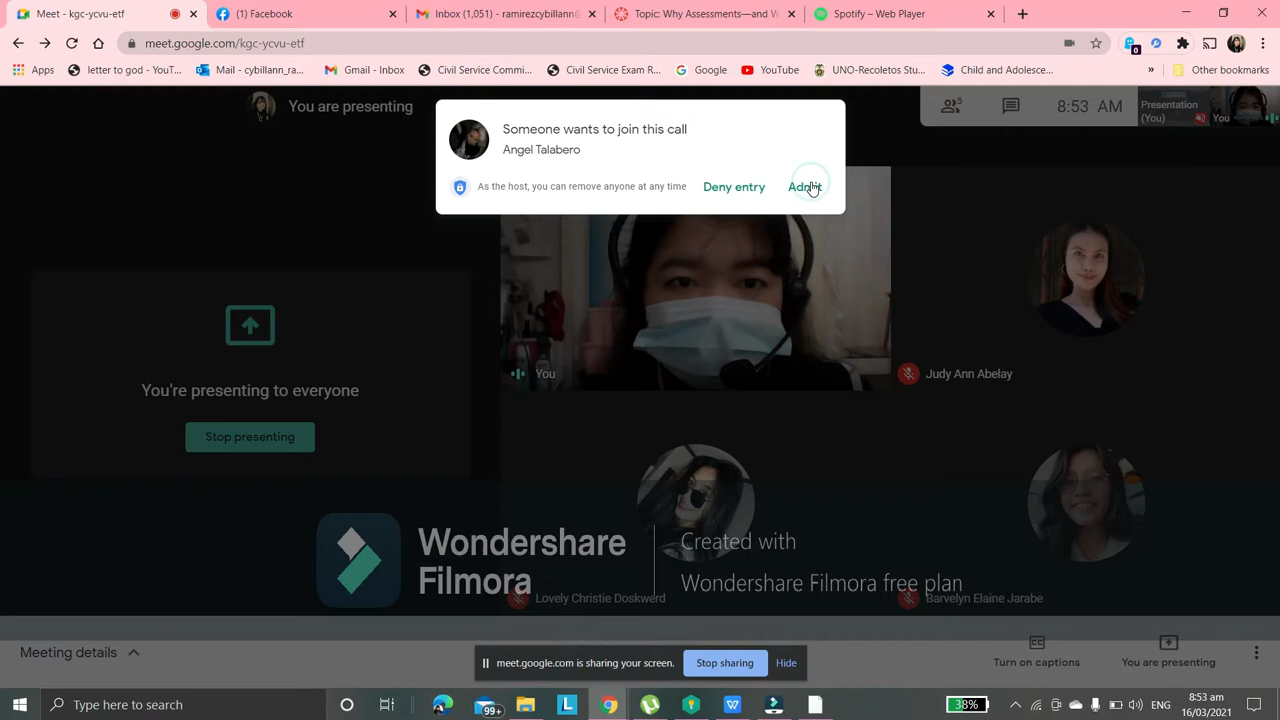 Meet - kgc-ycvu-etf
(1) Facebook
Inbox (1,051) - ramirezcybillann@
Topic: Why Assessments—and W
Spotify – Web Player
meet.google.com/kgc-ycvu-etf
0
Apps
letter to god - YouT...
Mail - cybillann_ra...
Gmail - Inbox
Civil Service Commi...
Civil Service Exam R...
Google
YouTube
UNO-Recoletos Stu...
Child and Adolesce...
»
Other bookmarks
You are presenting
Someone wants to join this call
Angel Talabero
As the host, you can remove anyone at any time
Deny entry
Admit
5
8:53 AM
Presentation
(You)
You
You're presenting to everyone
Stop presenting
You
Judy Ann Abelay
Wondershare
Filmora
Created with
Wondershare Filmora free plan
Lovely Christie Doskwerd
Barvelyn Elaine Jarabe
Meeting details
meet.google.com is sharing your screen.
Stop sharing
Hide
Turn on captions
You are presenting
Type here to search
99+
38%
8:53 am
16/03/2021